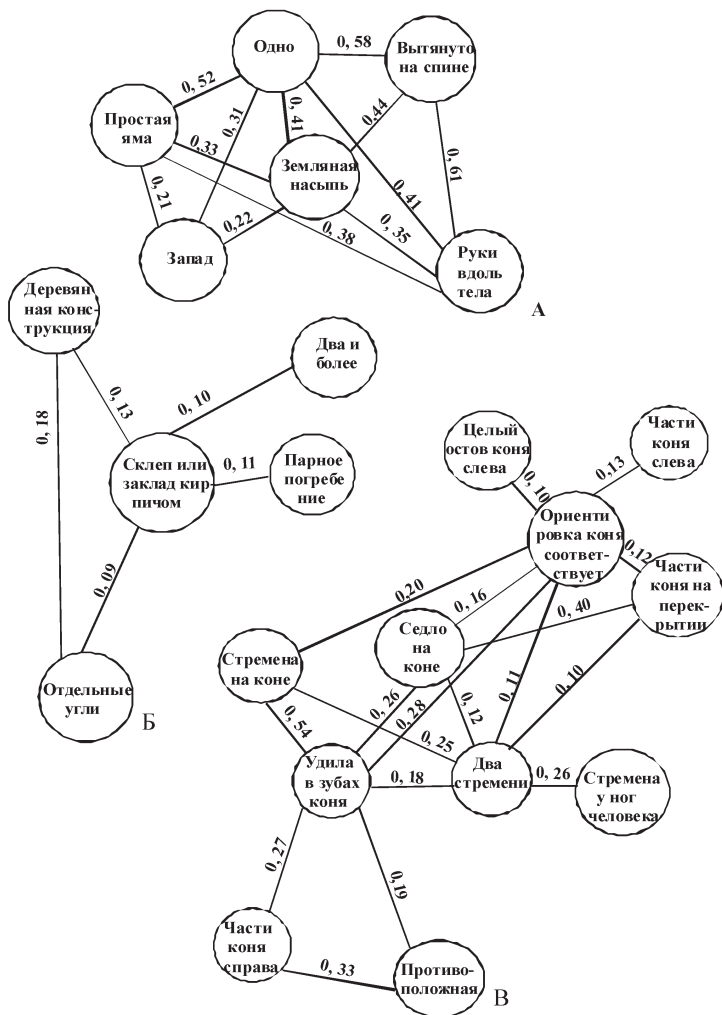 Одно
0, 58
Вытянуто
на спине
0, 52
Простая
яма
0, 31
0, 41
0,44
0,33
Земляная
насыпь
0, 61
0, 21
0, 41
Запад
0,22
0, 38
0, 35
Руки
вдоль
тела
А
Деревян
ная конс-
трукция
Два и
более
0, 18
0, 13
0, 10
Склеп или
заклад кир
пичом
0, 11
Парное
погребе
ние
0, 09
Отдельные
угли
Б
Целый
остов коня
слева
Части
коня
слева
0, 10
0,13
Ориенти
ровка коня
соответ-
ствует
0,12
Части
коня на
перек-
рытии
0,20
0, 16
0, 40
Седло
на
коне
Стремена
на коне
0, 26
0, 28
0, 12
0, 11
0, 10
0, 54
0, 25
Удила
в зубах
коня
0, 18
Два
стремени
0, 26
Стремена
у ног
человека
0, 27
0,19
Части
коня
справа
0, 33
Противо-
положная
В